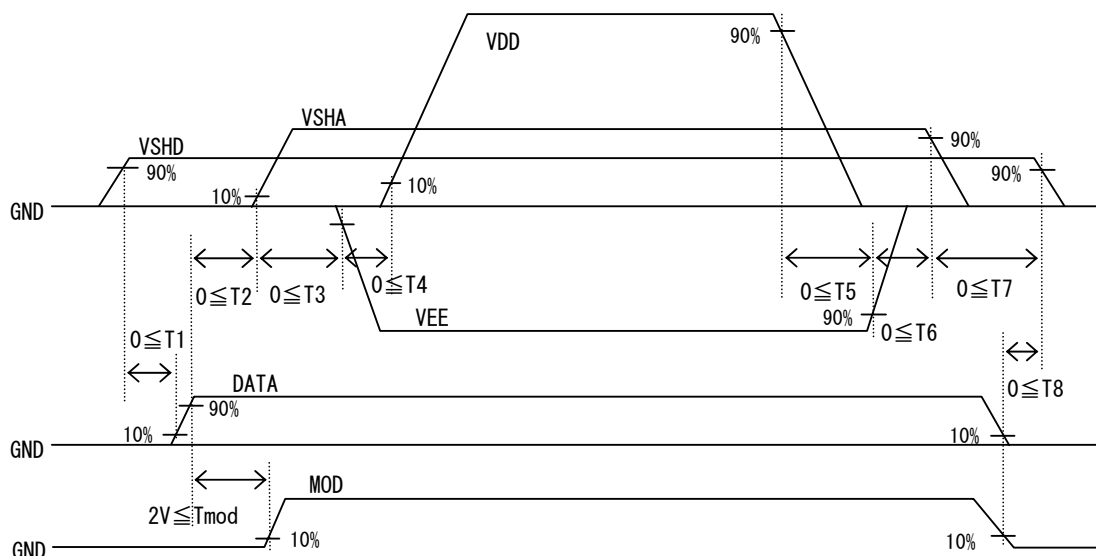 VDD
90%
VSHA
VSHD
90%
90%
90%
10%
10%
GND
0≦T2
0≦T3
0≦T4
0≦T5
0≦T7
VEE
90%
0≦T6
0≦T1
0≦T8
DATA
90%
10%
10%
GND
MOD
2V≦Tmod
10%
10%
GND